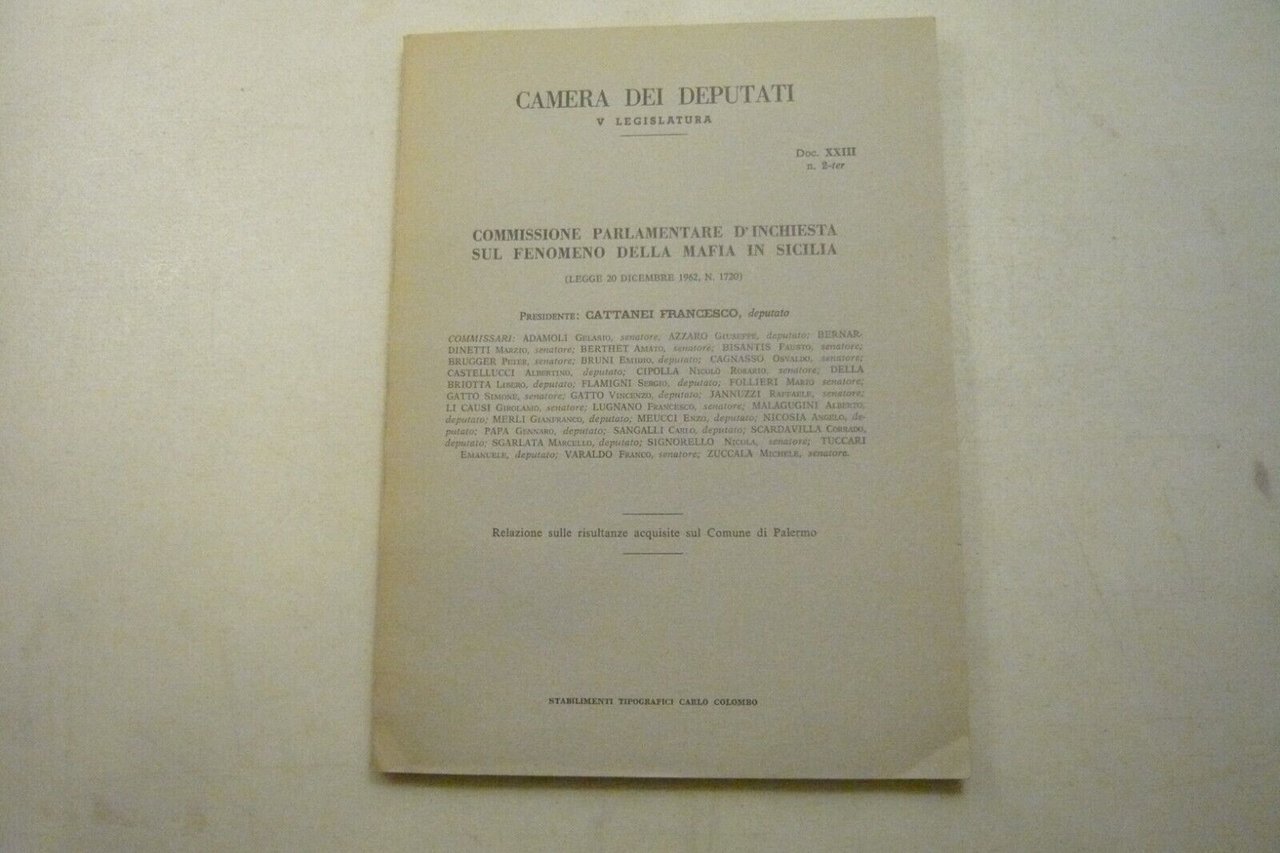 CAMERA DEI DEPUTATI
V LEGISLATURA
Doc. XXIII
n. 2-ter
COMMISSIONE PARLAMENTARE D'INCHIESTA
SUL FENOMENO DELLA MAFIA IN SICILIA
(LEGGE 20 DICEMBRE 1962, N. 1720)
PRESIDENTE: CATTANEI FRANCESCO, deputato
COMMISSARI: ADAMOLI GELASIO, senatore; AZZARO GIUSEPPE, deputato; BERNAR-
DINETTI MARZIO, senatore; BERTHET AMATO, senatore; BISANTIS FAUSTO, senatore;
BRUGGER PETER, senatore; BRUNI EMIDIO, deputato; CAGNASSO OSVALDO, senatore;
CASTELLUCCI ALBERTINO, deputato; CIPOLLA NICOLÒ ROSARIO, senatore; DELLA
BRIOTTA LIBERO, deputato; FLAMIGNI SERGIO, deputato; FOLLIERI MARIO senatore;
GATTO SIMONE, senatore; GATTO VINCENZO, deputato; JANNUZZI RAFFAELE, senatore;
LI CAUSI GIROLAMO, senatore; LUGNANO FRANCESCO, senatore; MALAGUGINI ALBERTO,
deputato; MERLI GIANFRANCO, deputato; MEUCCI ENZO, deputato; NICOSIA ANGELO, de-
putato; PAPA GENNARO, deputato; SANGALLI CARLO, deputato; SCARDAVILLA CORRADO,
deputato; SGARLATA MARCELLO, deputato; SIGNORELLO NICOLA, senatore; TUCCARI
EMANUELE, deputato; VARALDO FRANCO, senatore; ZUCCALA MICHELE, senatore.
Relazione sulle risultanze acquisite sul Comune di Palermo
STABILIMENTI TIPOGRAFICI CARLO COLOMBO